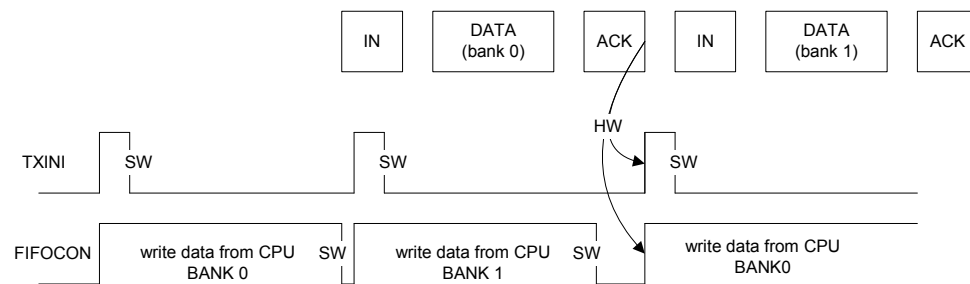 IN
DATA
(bank 0)
ACK
IN
DATA
(bank 1)
ACK
HW
TXINI
SW
SW
SW
FIFOCON
write data from CPU
BANK 0
SW
write data from CPU
BANK 1
SW
write data from CPU
BANK0